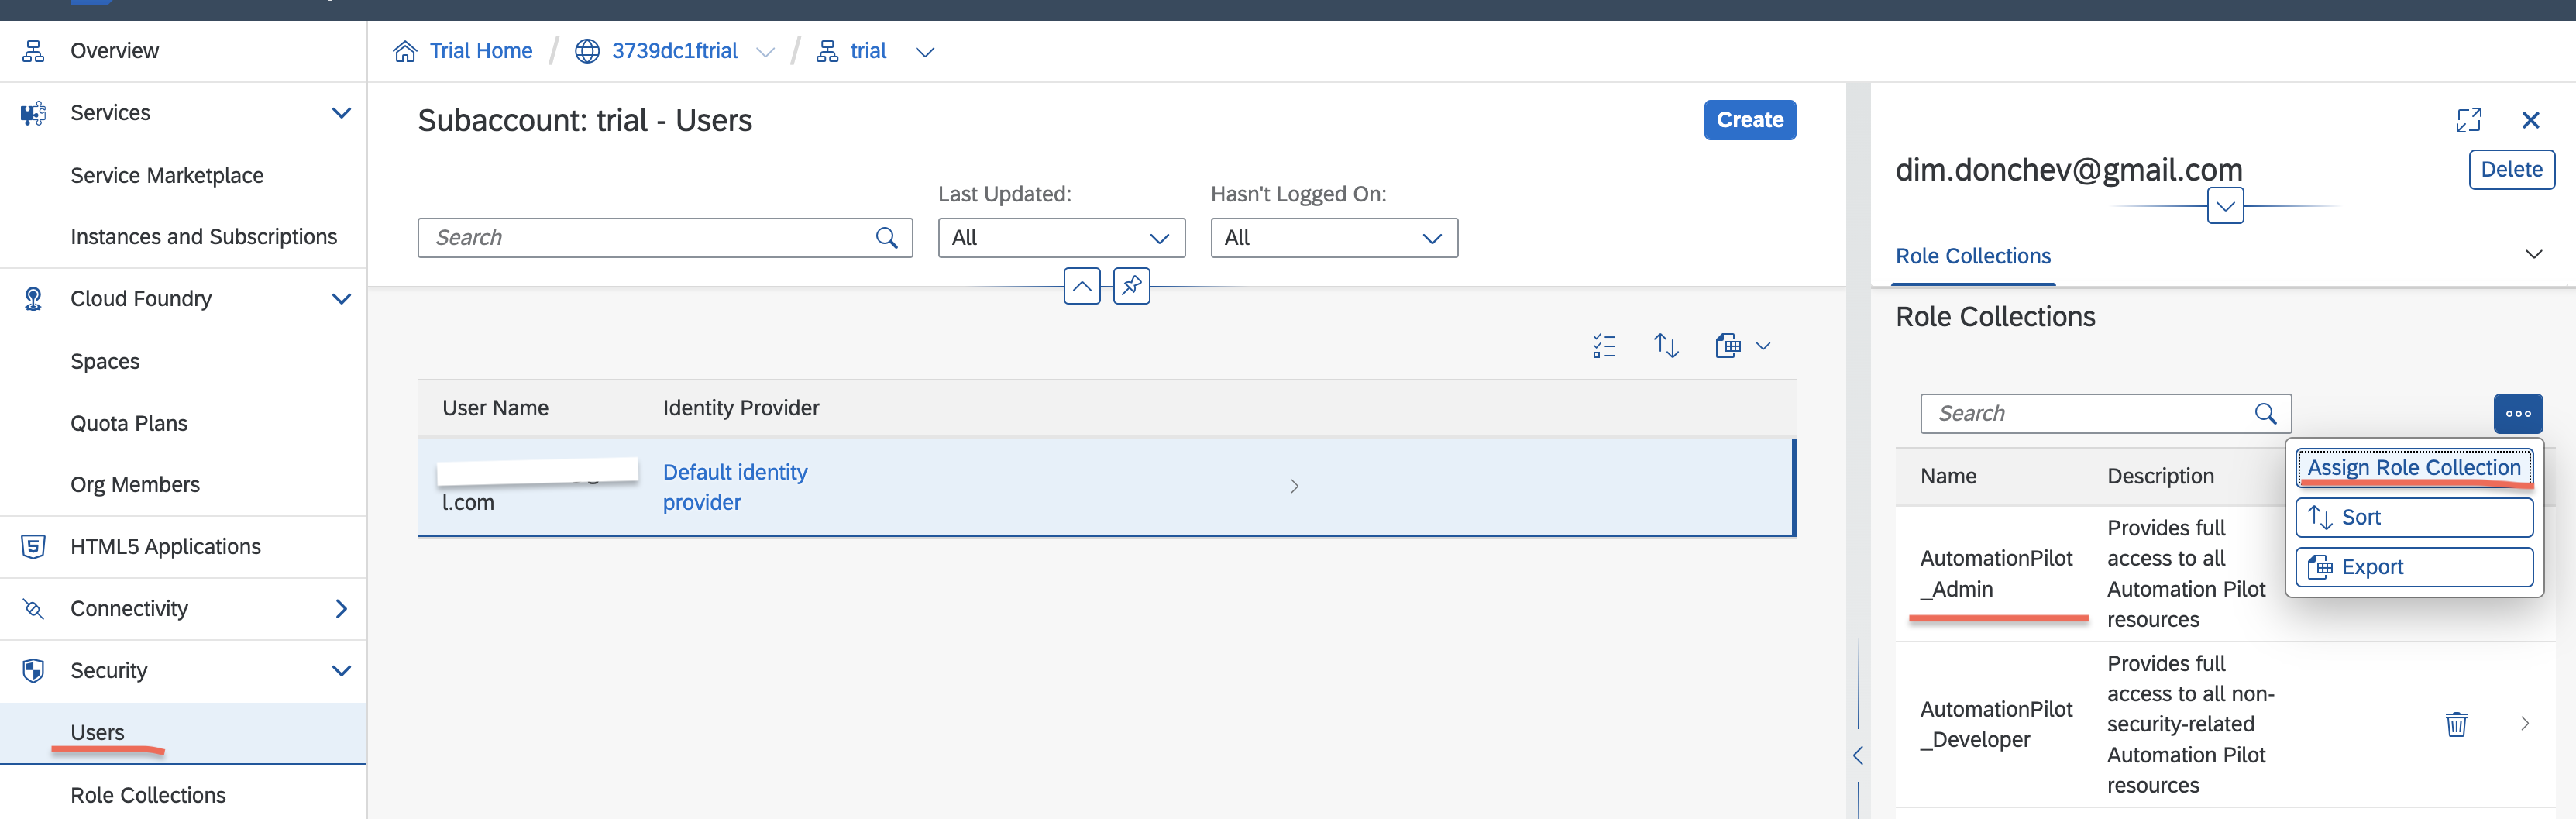 Overview
Services
Service Marketplace
Instances and Subscriptions
Cloud Foundry
Spaces
Quota Plans
Org Members
HTML5 Applications
Connectivity
Security
Users
Role Collections
Trial Home / 3739dc1ftrial / trial
Subaccount: trial - Users
Create
Last Updated:
Hasn't Logged On:
Search
All
All
User Name
Identity Provider
l.com
Default identity
provider
dim.donchev@gmail.com
Delete
Role Collections
Role Collections
Search
Assign Role Collection
Sort
Export
Name
Description
AutomationPilot
_Admin
Provides full
access to all
Automation Pilot
resources
AutomationPilot
_Developer
Provides full
access to all non-
security-related
Automation Pilot
resources